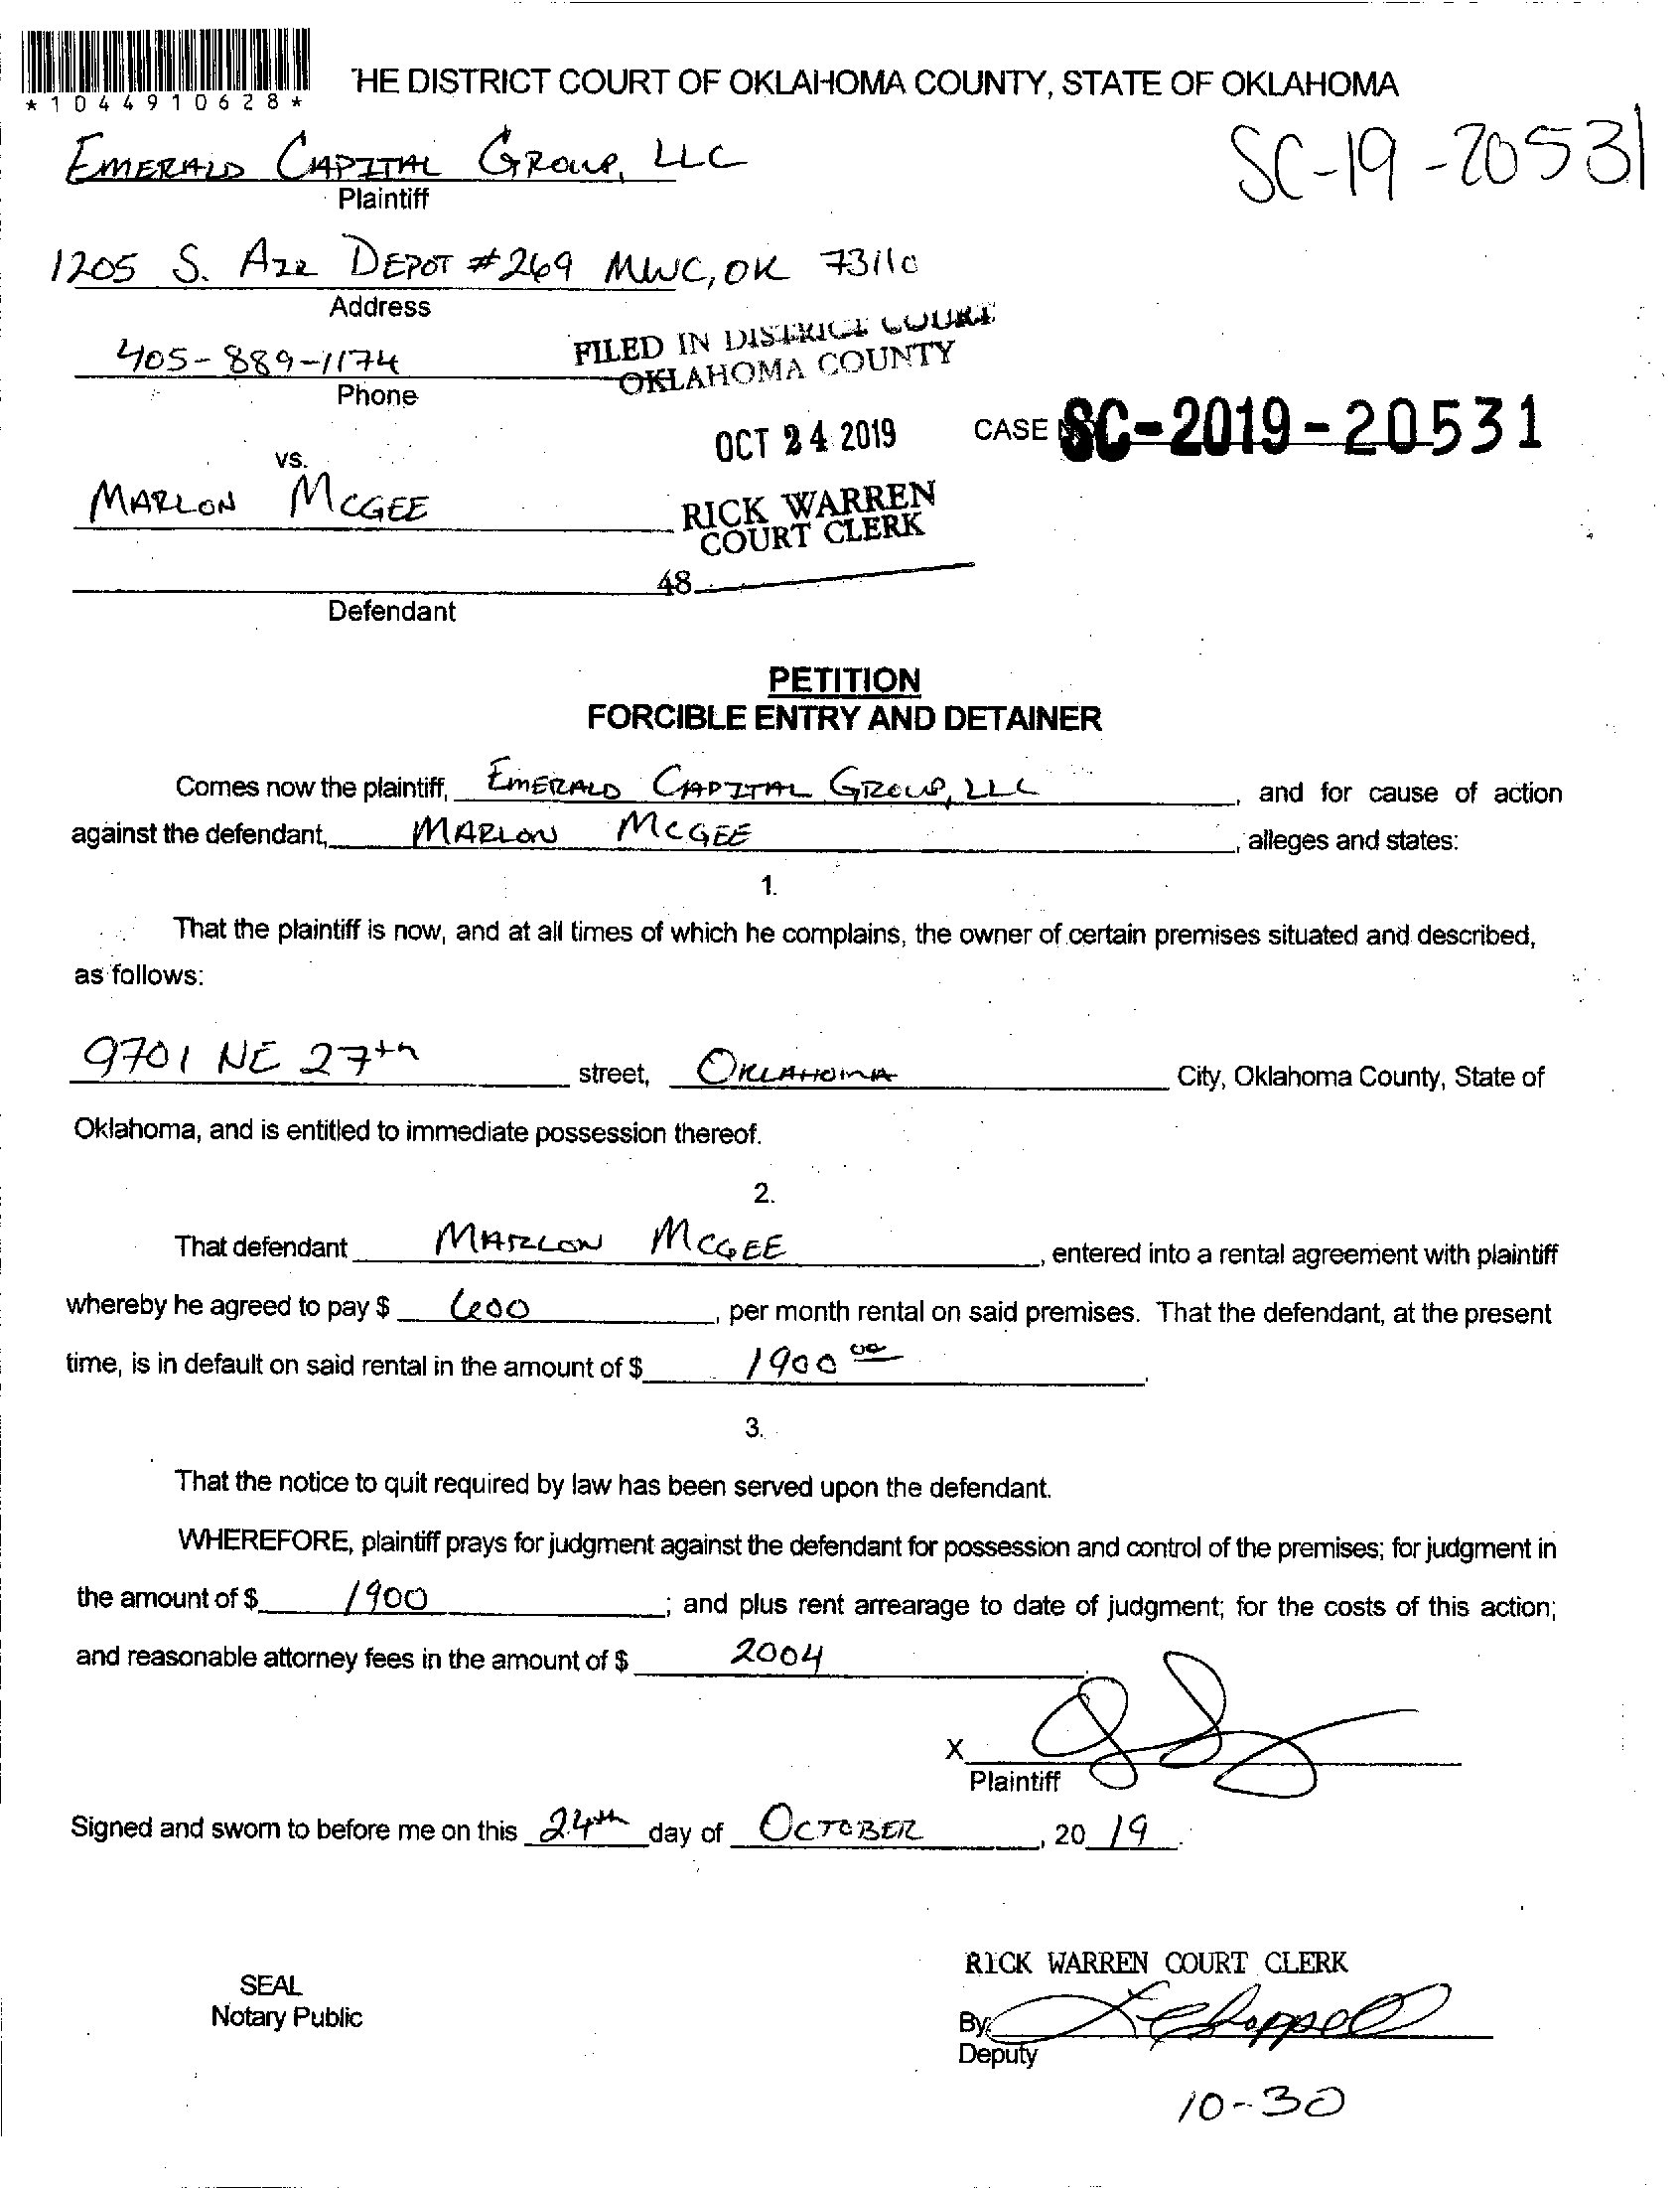 *1044910628*
HE DISTRICT COURT OF OKLAHOMA COUNTY, STATE OF OKLAHOMA
SC-19-20531
EMERALD CAPITAL GROUP, LLC
Plaintiff
1205 S. AIR DEPOT #269 MWC, OK 73110
Address
FILED IN DISTRICT COURT
OKLAHOMA COUNTY
405-889-1174
Phone
OCT 24 2019
CASE SC-2019-20531
vs.
MARLON MCGEE
RICK WARREN
COURT CLERK
48
Defendant
PETITION
FORCIBLE ENTRY AND DETAINER
Comes now the plaintiff, EMERALD CAPITAL GROUP, LLC, and for cause of action
against the defendant, MARLON MCGEE, alleges and states:
1.
That the plaintiff is now, and at all times of which he complains, the owner of certain premises situated and described,
as follows:
9701 NE 27th street, OKLAHOMA City, Oklahoma County, State of
Oklahoma, and is entitled to immediate possession thereof.
2.
That defendant MARLON MCGEE, entered into a rental agreement with plaintiff
whereby he agreed to pay $ 600, per month rental on said premises. That the defendant, at the present
time, is in default on said rental in the amount of $ 1900 00.
3.
That the notice to quit required by law has been served upon the defendant.
WHEREFORE, plaintiff prays for judgment against the defendant for possession and control of the premises; for judgment in
the amount of $ 1900; and plus rent arrearage to date of judgment; for the costs of this action;
and reasonable attorney fees in the amount of $ 2004.
X
Plaintiff
Signed and sworn to before me on this 24th day of OCTOBER, 20 19.
RICK WARREN COURT CLERK
SEAL
Notary Public
By:
Deputy
10-30